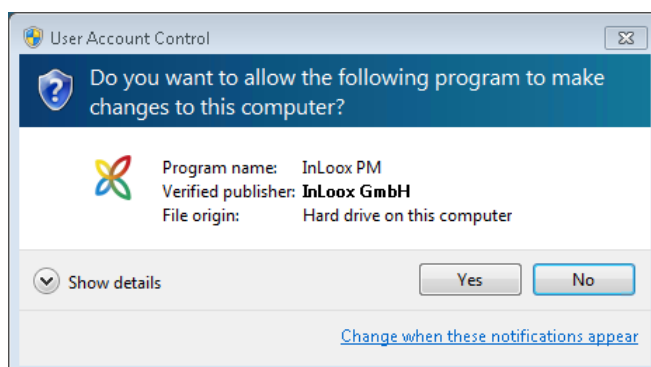 User Account Control
Do you want to allow the following program to make
changes to this computer?
Program name: InLoox PM
Verified publisher: InLoox GmbH
File origin: Hard drive on this computer
Show details
Yes
No
Change when these notifications appear